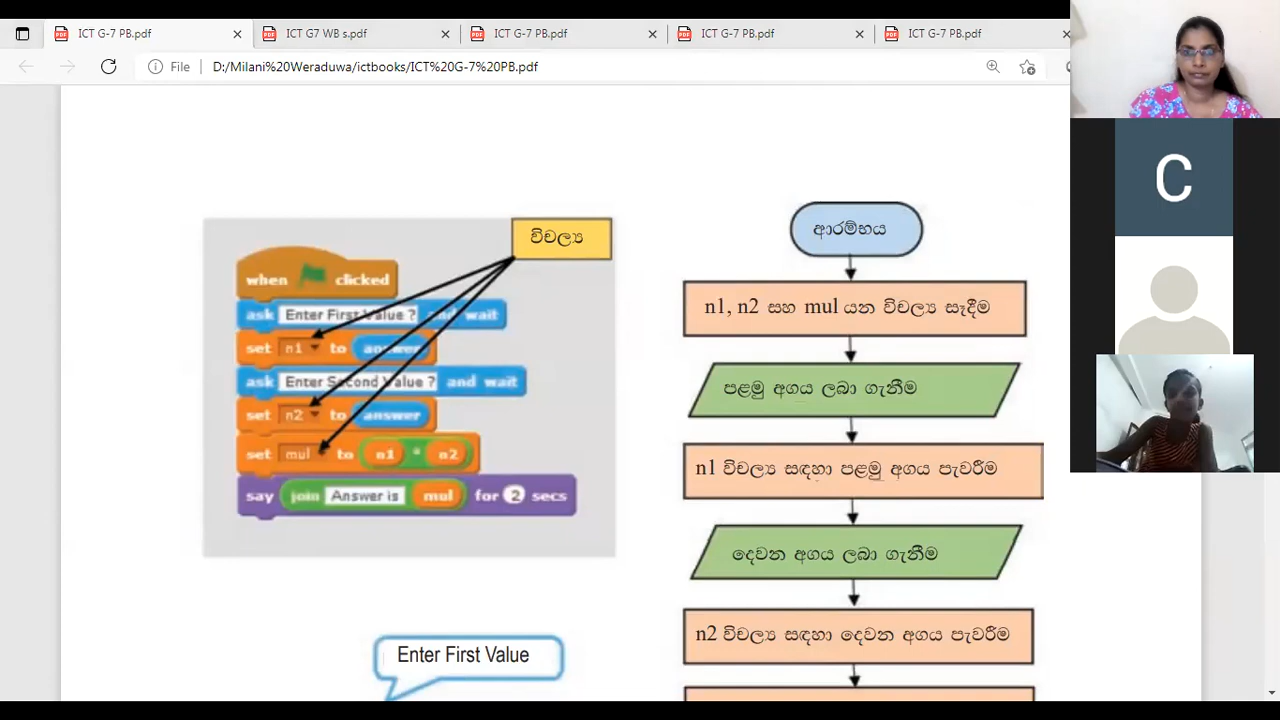 ICT G-7 PB.pdf
ICT G7 WB s.pdf
ICT G-7 PB.pdf
ICT G-7 PB.pdf
ICT G-7 PB.pdf
File
D:/Milani%20Weraduwa/ictbooks/ICT%20G-7%20PB.pdf
විචල්‍ය
when clicked
ask Enter First Value ? and wait
set n1 to answer
ask Enter Second Value ? and wait
set n2 to answer
set mul to n1 * n2
say join Answer is mul for 2 secs
Enter First Value
ආරම්භය
n1, n2 සහ mul යන විචල්‍ය සෑදීම
පළමු අගය ලබා ගැනීම
n1 විචල්‍ය සඳහා පළමු අගය පැවරීම
දෙවන අගය ලබා ගැනීම
n2 විචල්‍ය සඳහා දෙවන අගය පැවරීම
C